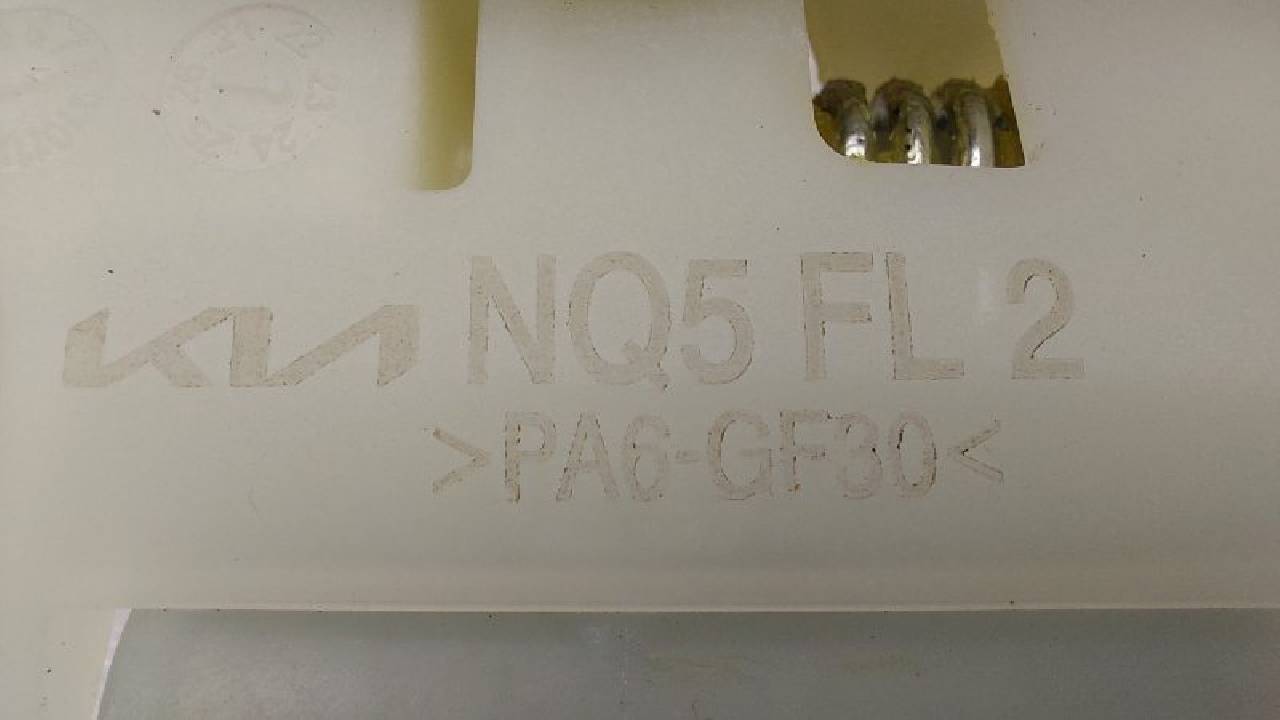 KIA NQ5 FL 2
>PA6-GF30<